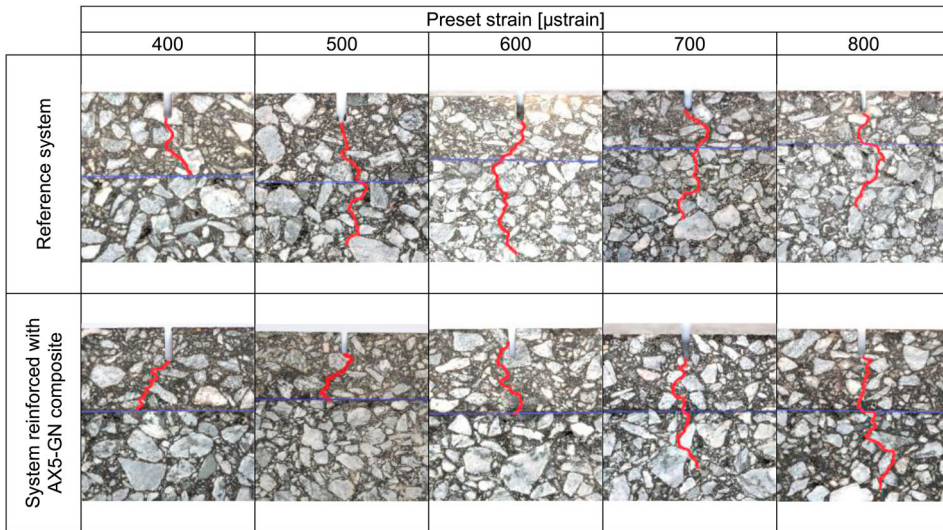 Preset strain [µstrain]
400
500
600
700
800
Reference system
System reinforced with
AX5-GN composite